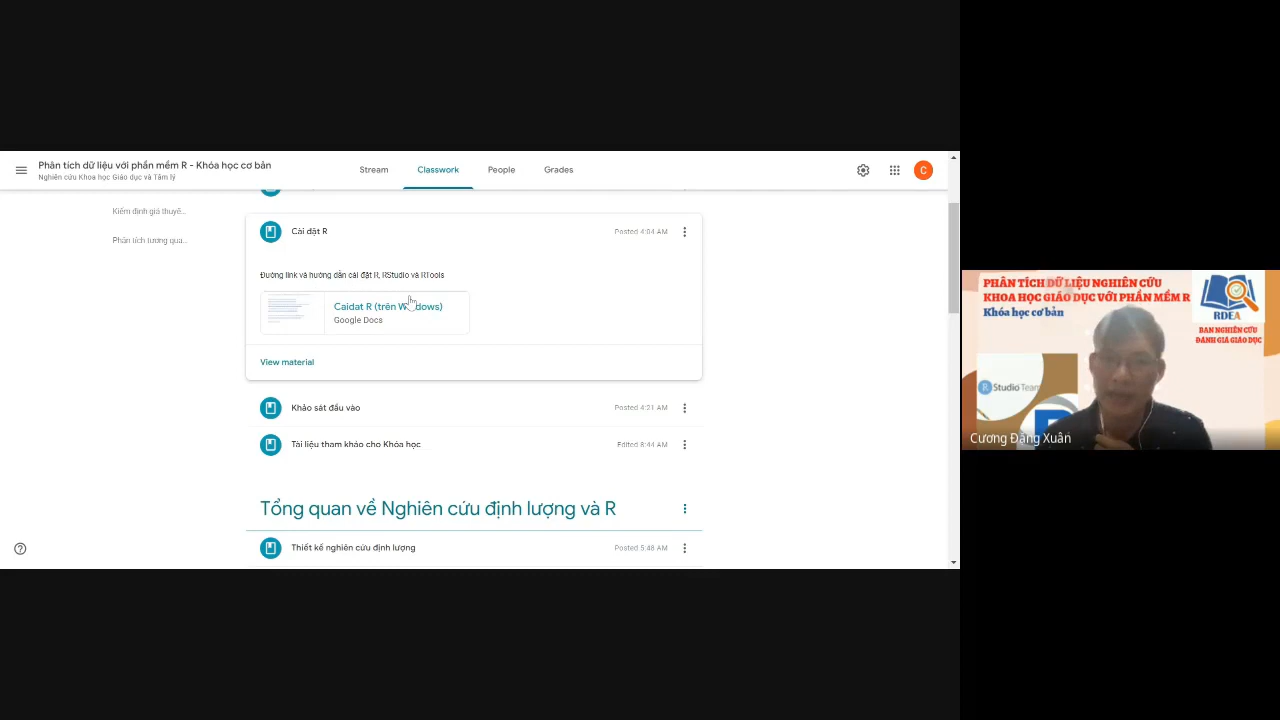 Phân tích dữ liệu với phần mềm R - Khóa học cơ bản
Nghiên cứu Khoa học Giáo dục và Tâm lý
Stream
Classwork
People
Grades
C
Kiểm định giả thuyế...
Phân tích tương qua...
Cài đặt R
Posted 4:04 AM
Đường link và hướng dẫn cài đặt R, RStudio và RTools
Caidat R (trên Windows)
Google Docs
View material
Khảo sát đầu vào
Posted 4:21 AM
Tài liệu tham khảo cho Khóa học
Edited 8:44 AM
Tổng quan về Nghiên cứu định lượng và R
Thiết kế nghiên cứu định lượng
Posted 5:48 AM
PHÂN TÍCH DỮ LIỆU NGHIÊN CỨU
KHOA HỌC GIÁO DỤC VỚI PHẦN MỀM R
Khóa học cơ bản
RDEA
BAN NGHIÊN CỨU
ĐÁNH GIÁ GIÁO DỤC
R Studio Team
Cương Đặng Xuân